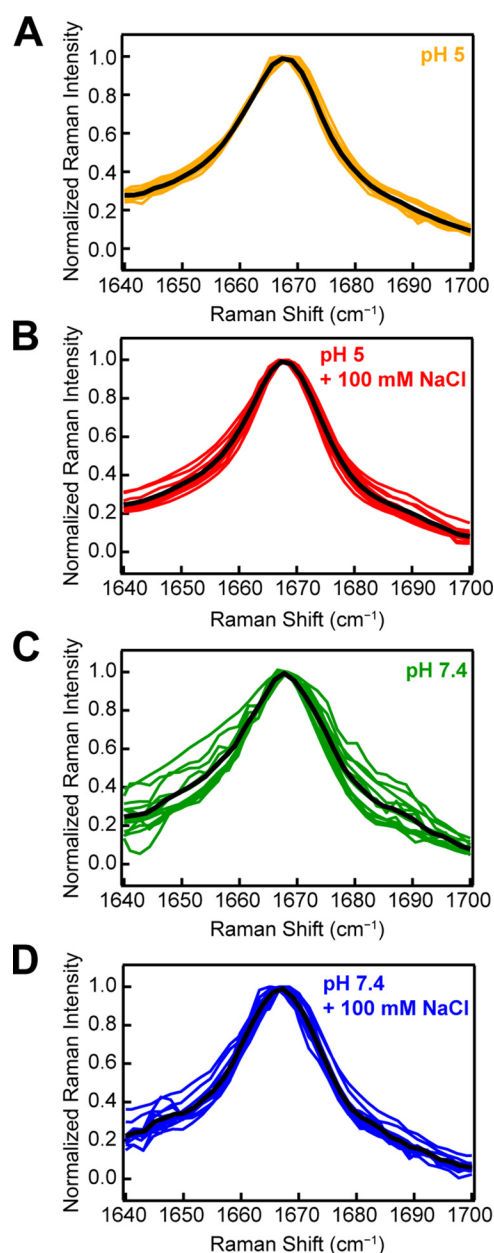 A
Normalized Raman Intensity
pH 5
1.0
0.8
0.6
0.4
0.2
0.0
1640 1650 1660 1670 1680 1690 1700
Raman Shift (cm⁻¹)
B
Normalized Raman Intensity
pH 5
+ 100 mM NaCl
1.0
0.8
0.6
0.4
0.2
0.0
1640 1650 1660 1670 1680 1690 1700
Raman Shift (cm⁻¹)
C
Normalized Raman Intensity
pH 7.4
1.0
0.8
0.6
0.4
0.2
0.0
1640 1650 1660 1670 1680 1690 1700
Raman Shift (cm⁻¹)
D
Normalized Raman Intensity
pH 7.4
+ 100 mM NaCl
1.0
0.8
0.6
0.4
0.2
0.0
1640 1650 1660 1670 1680 1690 1700
Raman Shift (cm⁻¹)